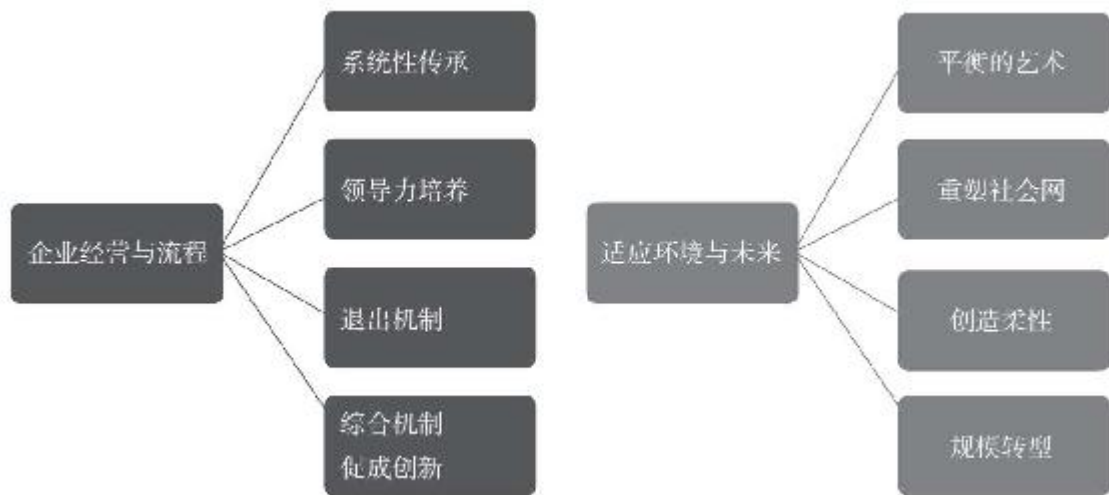 企业经营与流程
系统性传承
领导力培养
退出机制
综合机制
促成创新
适应环境与未来
平衡的艺术
重塑社会网
创造柔性
规模转型